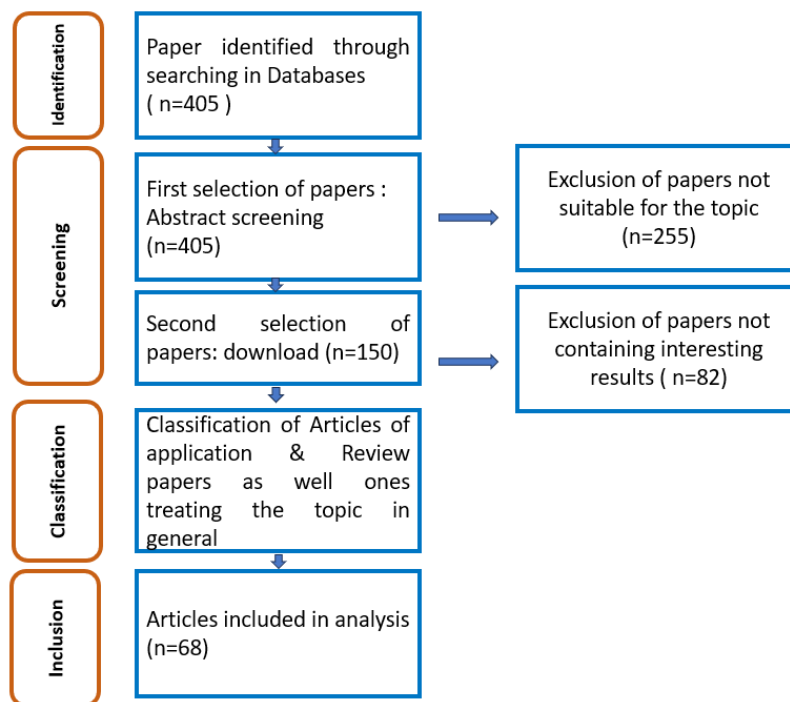 Identification
Paper identified through
searching in Databases
( n=405 )
Screening
First selection of papers :
Abstract screening
(n=405)
Exclusion of papers not
suitable for the topic
(n=255)
Second selection of
papers: download (n=150)
Exclusion of papers not
containing interesting
results ( n=82)
Classification
Classification of Articles of
application & Review
papers as well ones
treating the topic in
general
Inclusion
Articles included in analysis
(n=68)